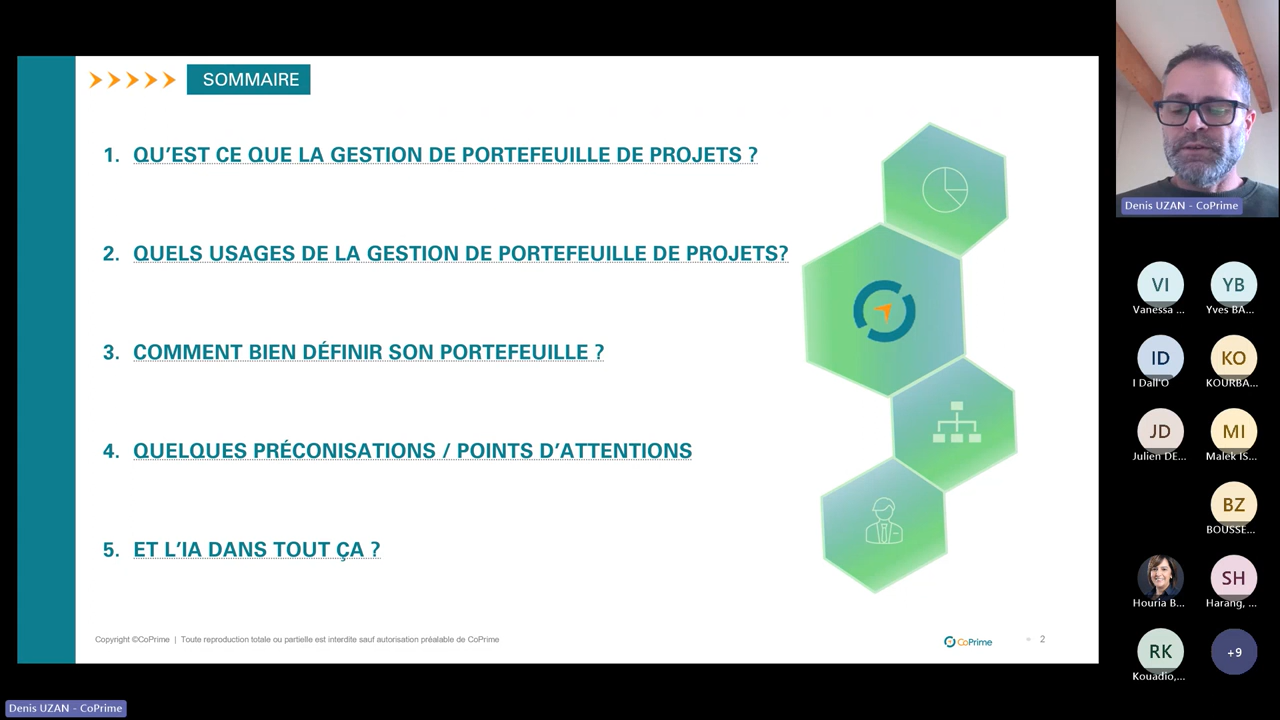 SOMMAIRE
1. QU'EST CE QUE LA GESTION DE PORTEFEUILLE DE PROJETS ?
2. QUELS USAGES DE LA GESTION DE PORTEFEUILLE DE PROJETS?
3. COMMENT BIEN DÉFINIR SON PORTEFEUILLE ?
4. QUELQUES PRÉCONISATIONS / POINTS D'ATTENTIONS
5. ET L'IA DANS TOUT ÇA ?
Copyright ©CoPrime | Toute reproduction totale ou partielle est interdite sauf autorisation préalable de CoPrime
CoPrime
2
Denis UZAN - CoPrime
VI
YB
Vanessa ...
Yves BA...
ID
KO
I Dall'O
KOURBA...
JD
MI
Julien DE...
Malek IS...
BZ
BOUSSE...
SH
Houria B...
Harang, ...
RK
+9
Kouadio,...
Denis UZAN - CoPrime